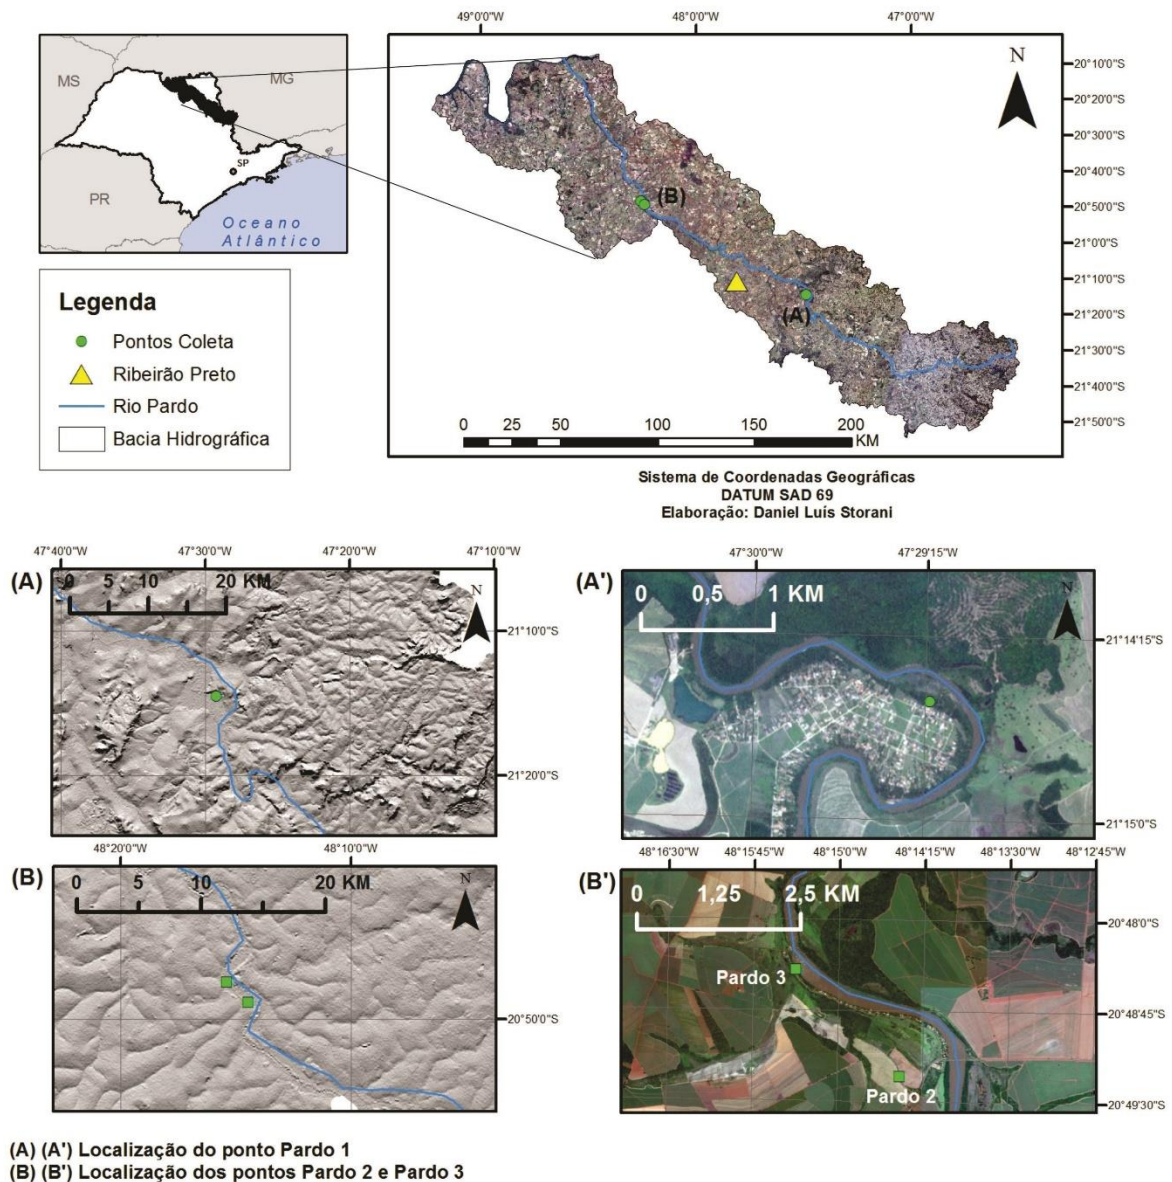 MS
MG
SP
PR
Oceano
Atlântico
Legenda
Pontos Coleta
Ribeirão Preto
Rio Pardo
Bacia Hidrográfica
49°0'0"W
48°0'0"W
47°0'0"W
N
20°10'0"S
20°20'0"S
20°30'0"S
20°40'0"S
20°50'0"S
21°0'0"S
21°10'0"S
21°20'0"S
21°30'0"S
21°40'0"S
21°50'0"S
(B)
(A)
0 25 50 100 150 200
KM
Sistema de Coordenadas Geográficas
DATUM SAD 69
Elaboração: Daniel Luís Storani
47°40'0"W 47°30'0"W 47°20'0"W 47°10'0"W
(A)
0 5 10 20 KM
N
21°10'0"S
21°20'0"S
47°30'0"W 47°29'15"W
(A')
0 0,5 1 KM
N
21°14'15"S
21°15'0"S
48°20'0"W 48°10'0"W
(B)
0 5 10 20 KM
N
20°50'0"S
48°16'30"W 48°15'45"W 48°15'0"W 48°14'15"W 48°13'30"W 48°12'45"W
(B')
0 1,25 2,5 KM
20°48'0"S
Pardo 3
20°48'45"S
Pardo 2
20°49'30"S
(A) (A') Localização do ponto Pardo 1
(B) (B') Localização dos pontos Pardo 2 e Pardo 3